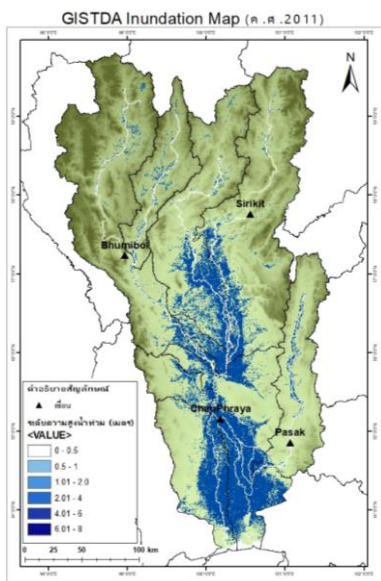 GISTDA Inundation Map (ค.ศ.2011)
N
Sirikit
Bhumibol
ChaoPhraya
Pasak
คำอธิบายสัญลักษณ์
เขื่อน
ระดับความสูงน้ำท่วม (เมตร)
<VALUE>
0 - 0.5
0.5 - 1
1.01 - 2.0
2.01 - 4
4.01 - 6
6.01 - 8
0 25 50 100 km